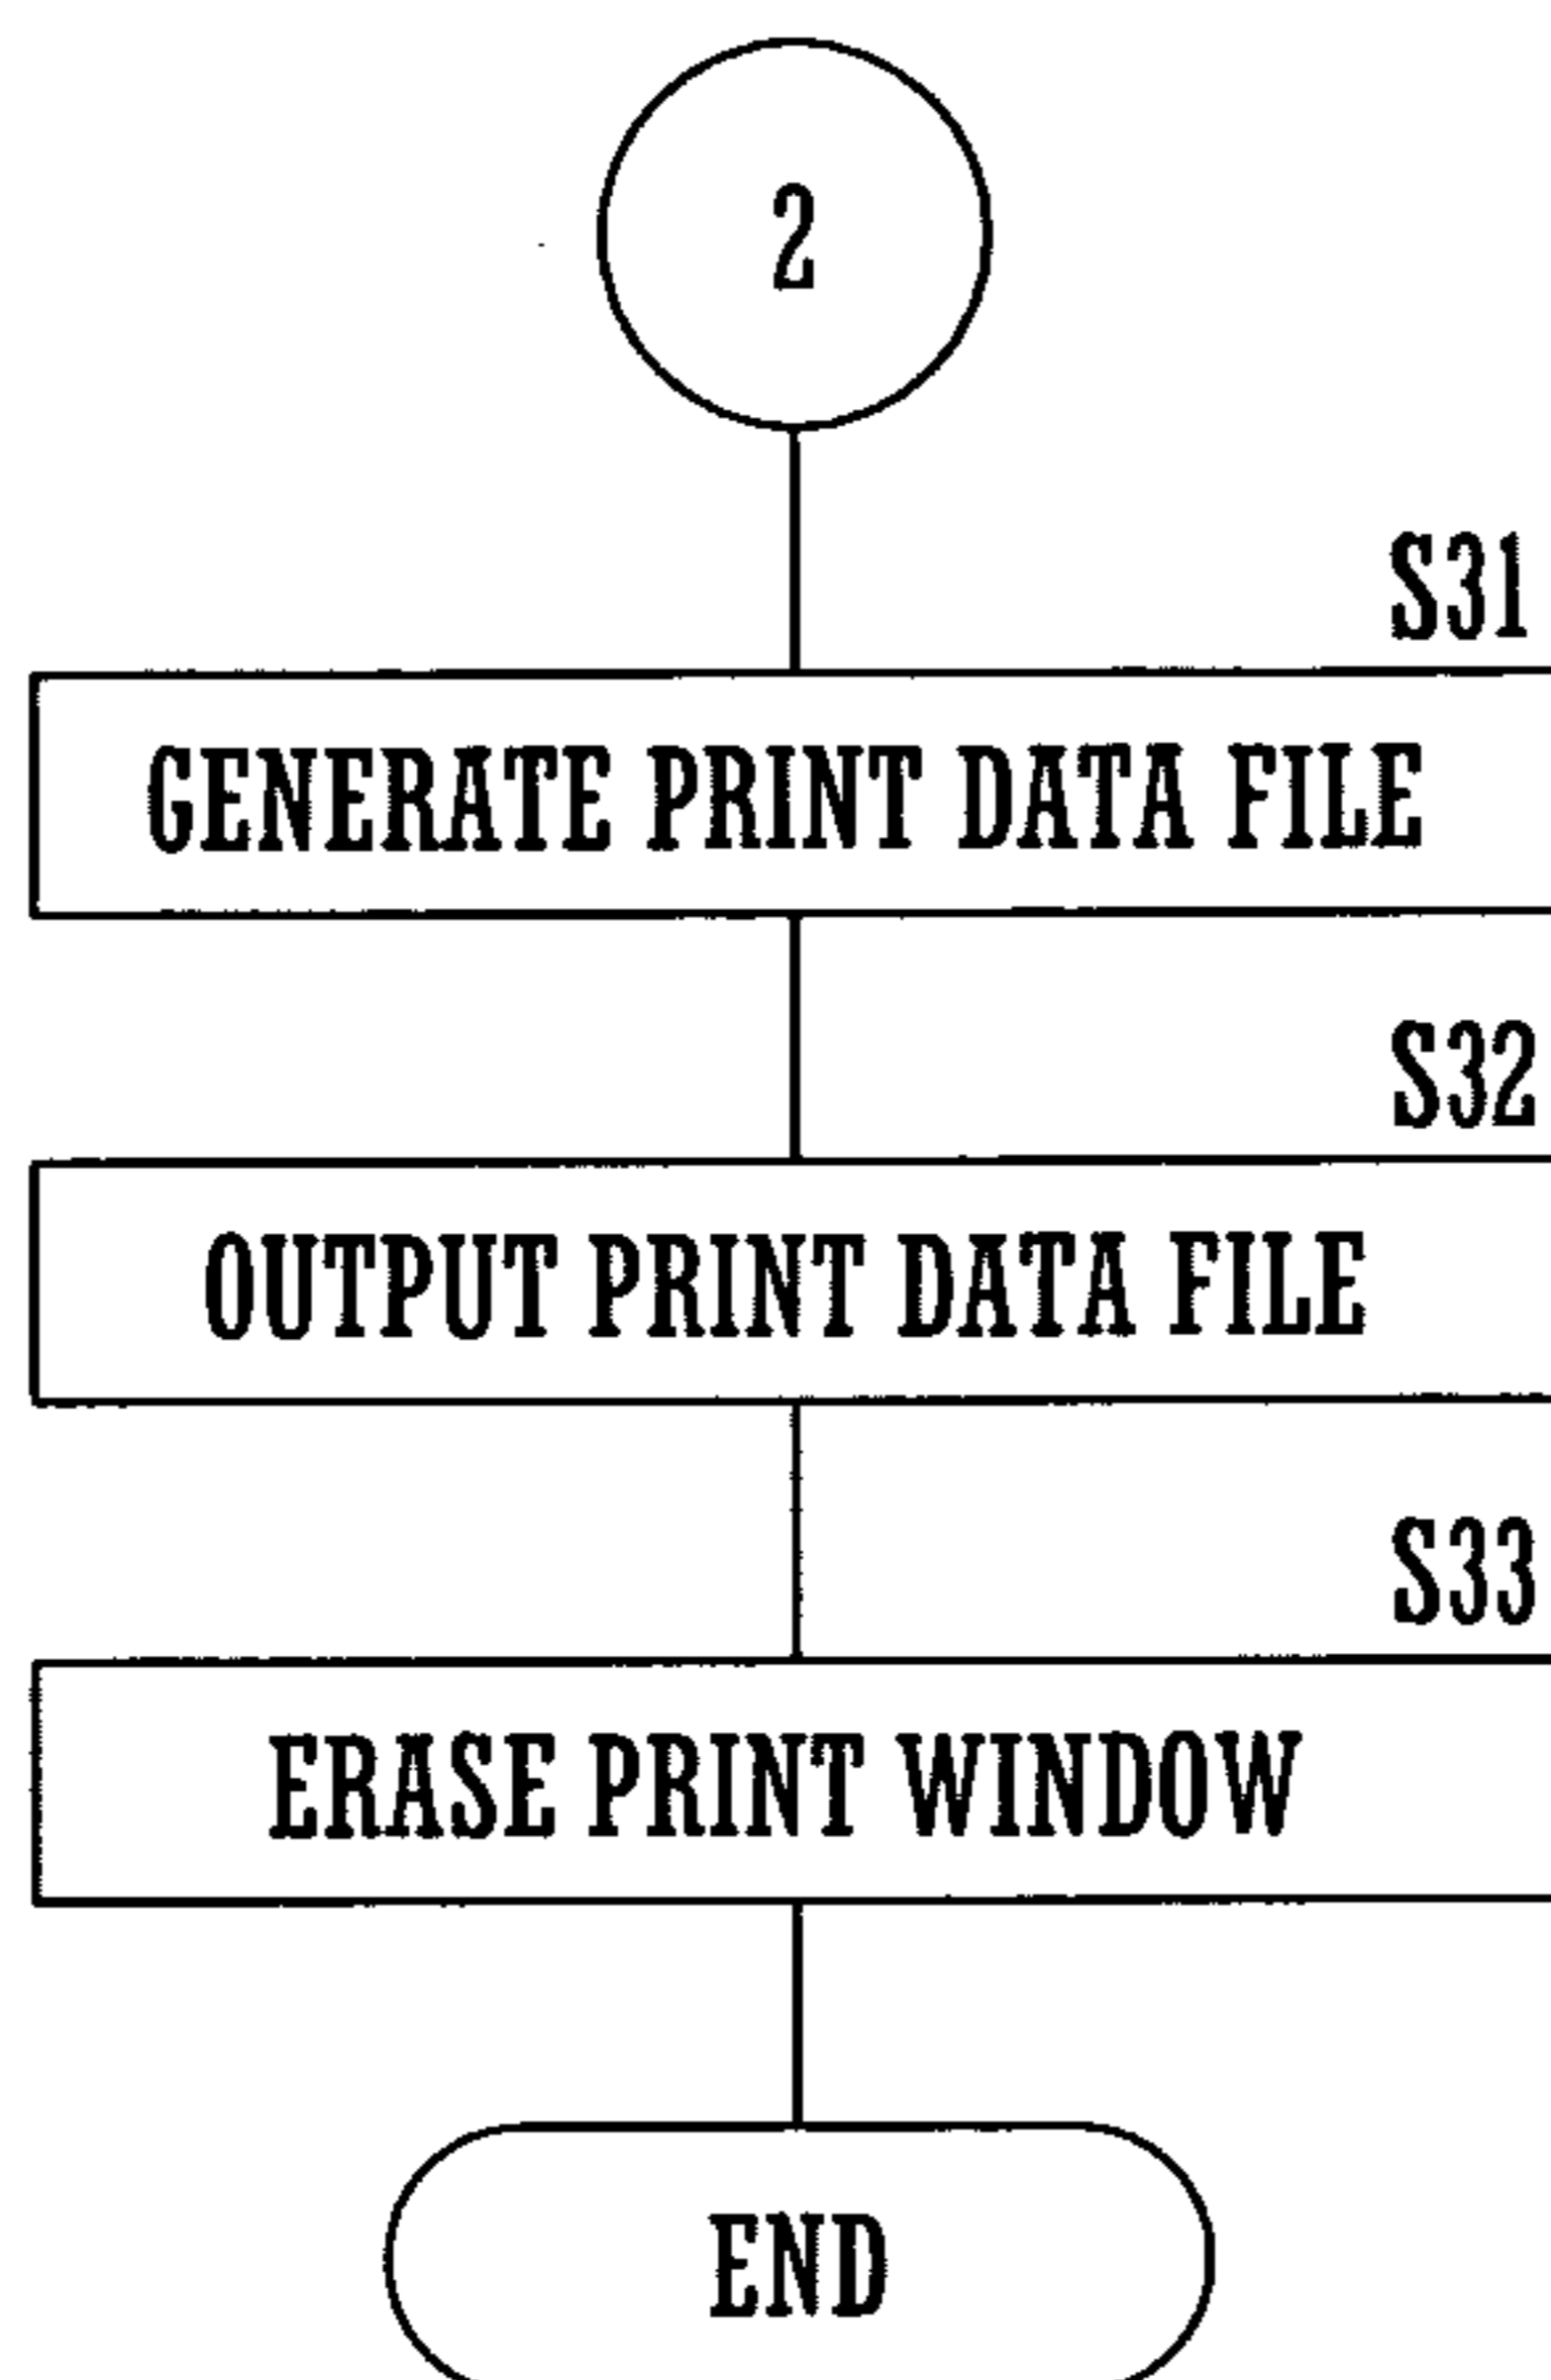 2
S31
GENERATE PRINT DATA FILE
S32
OUTPUT PRINT DATA FILE
S33
ERASE PRINT WINDOW
END